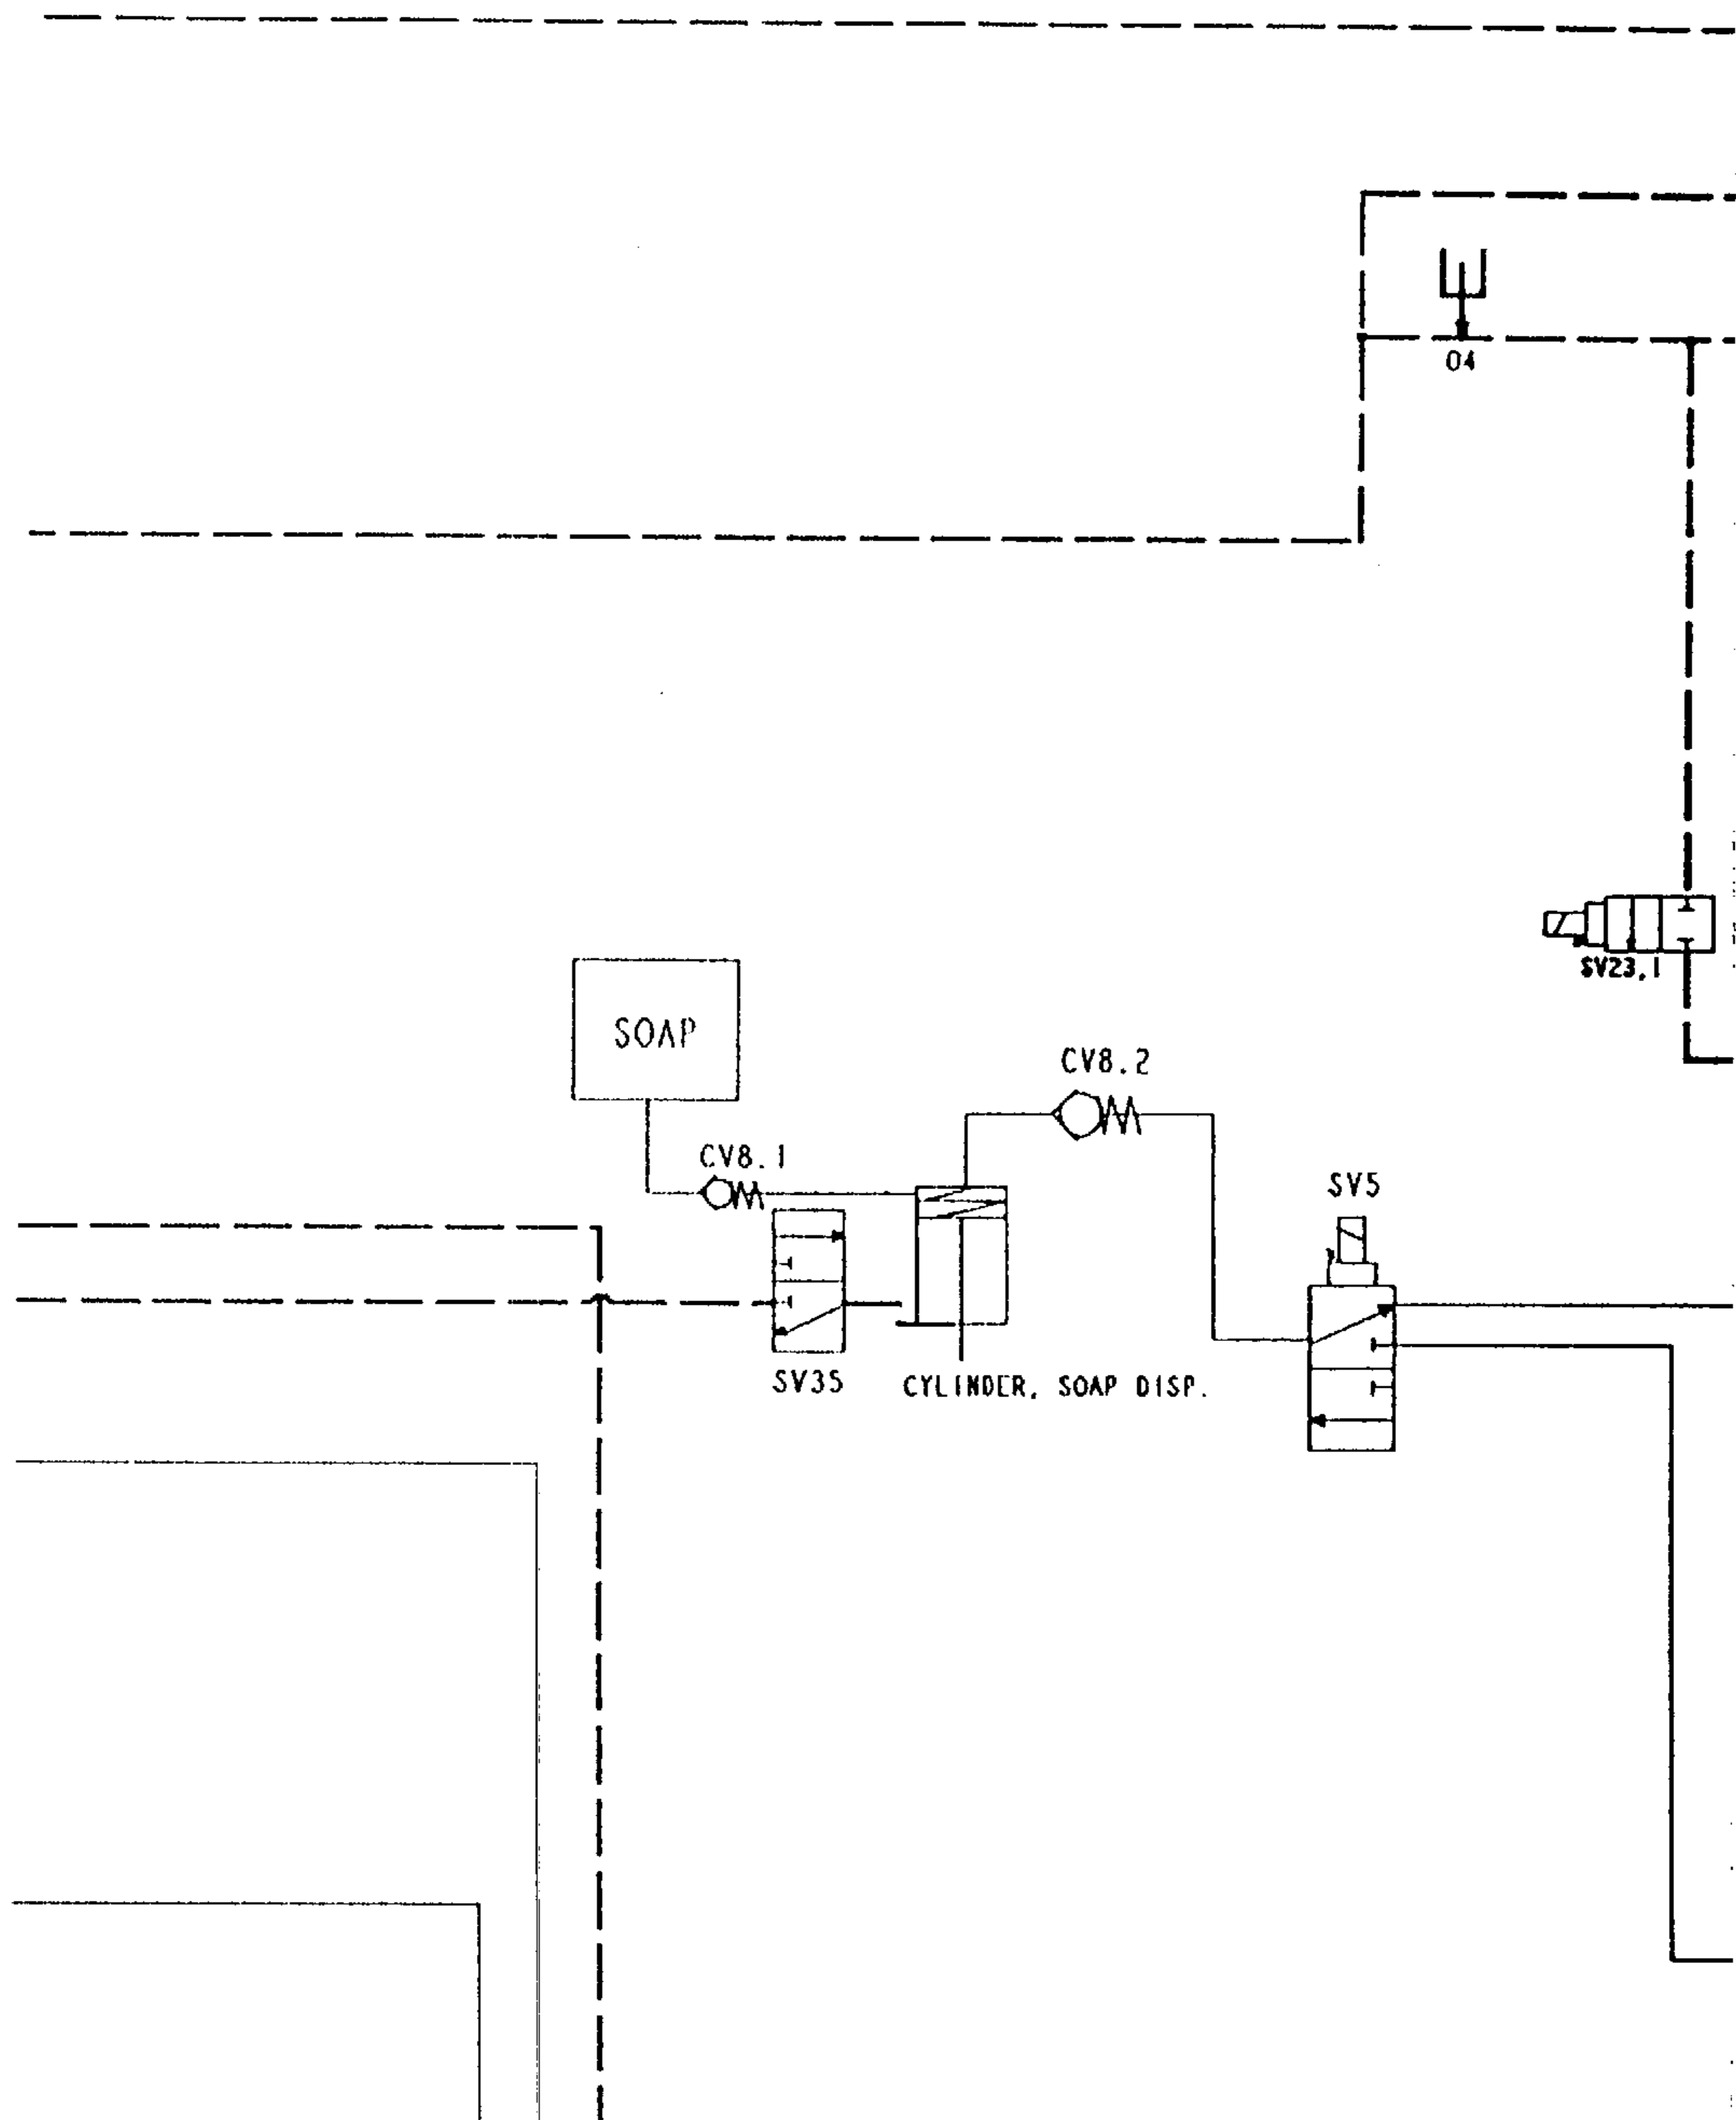 04
SV23.1
SOAP
CV8.2
CV8.1
SV5
SV35
CYLINDER, SOAP DISP.